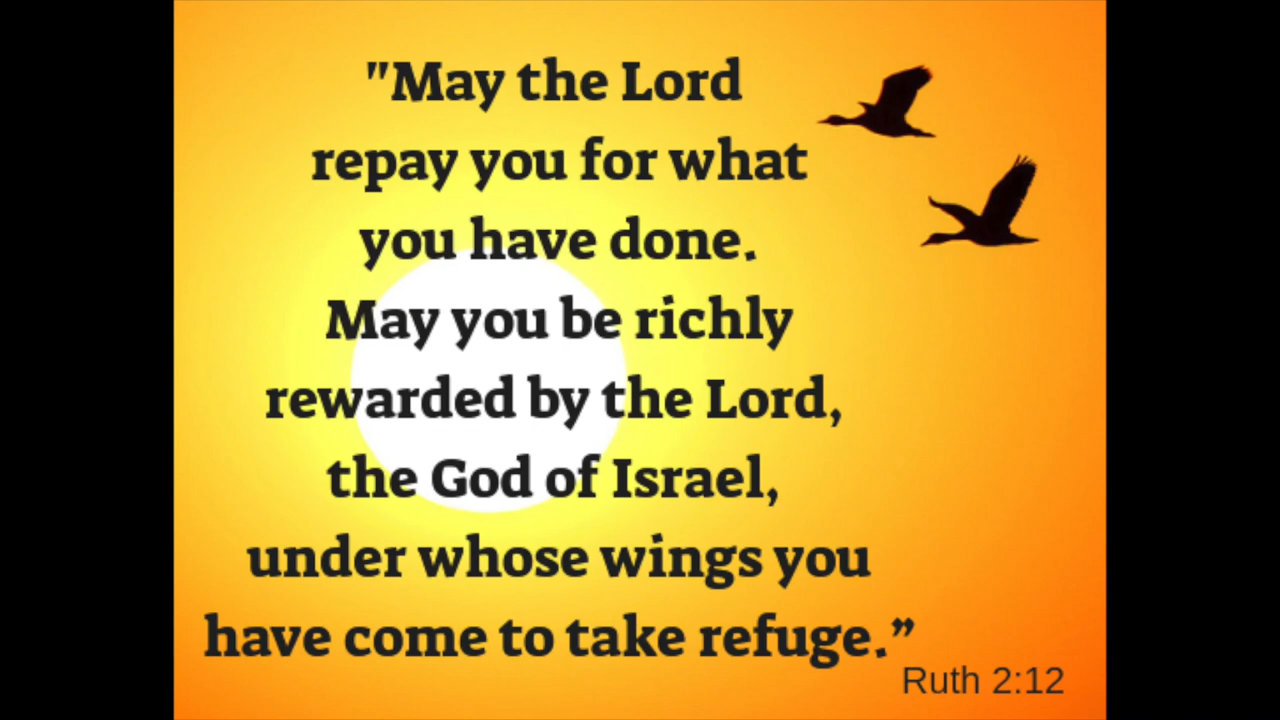 "May the Lord
repay you for what
you have done.
May you be richly
rewarded by the Lord,
the God of Israel,
under whose wings you
have come to take refuge.”
Ruth 2:12